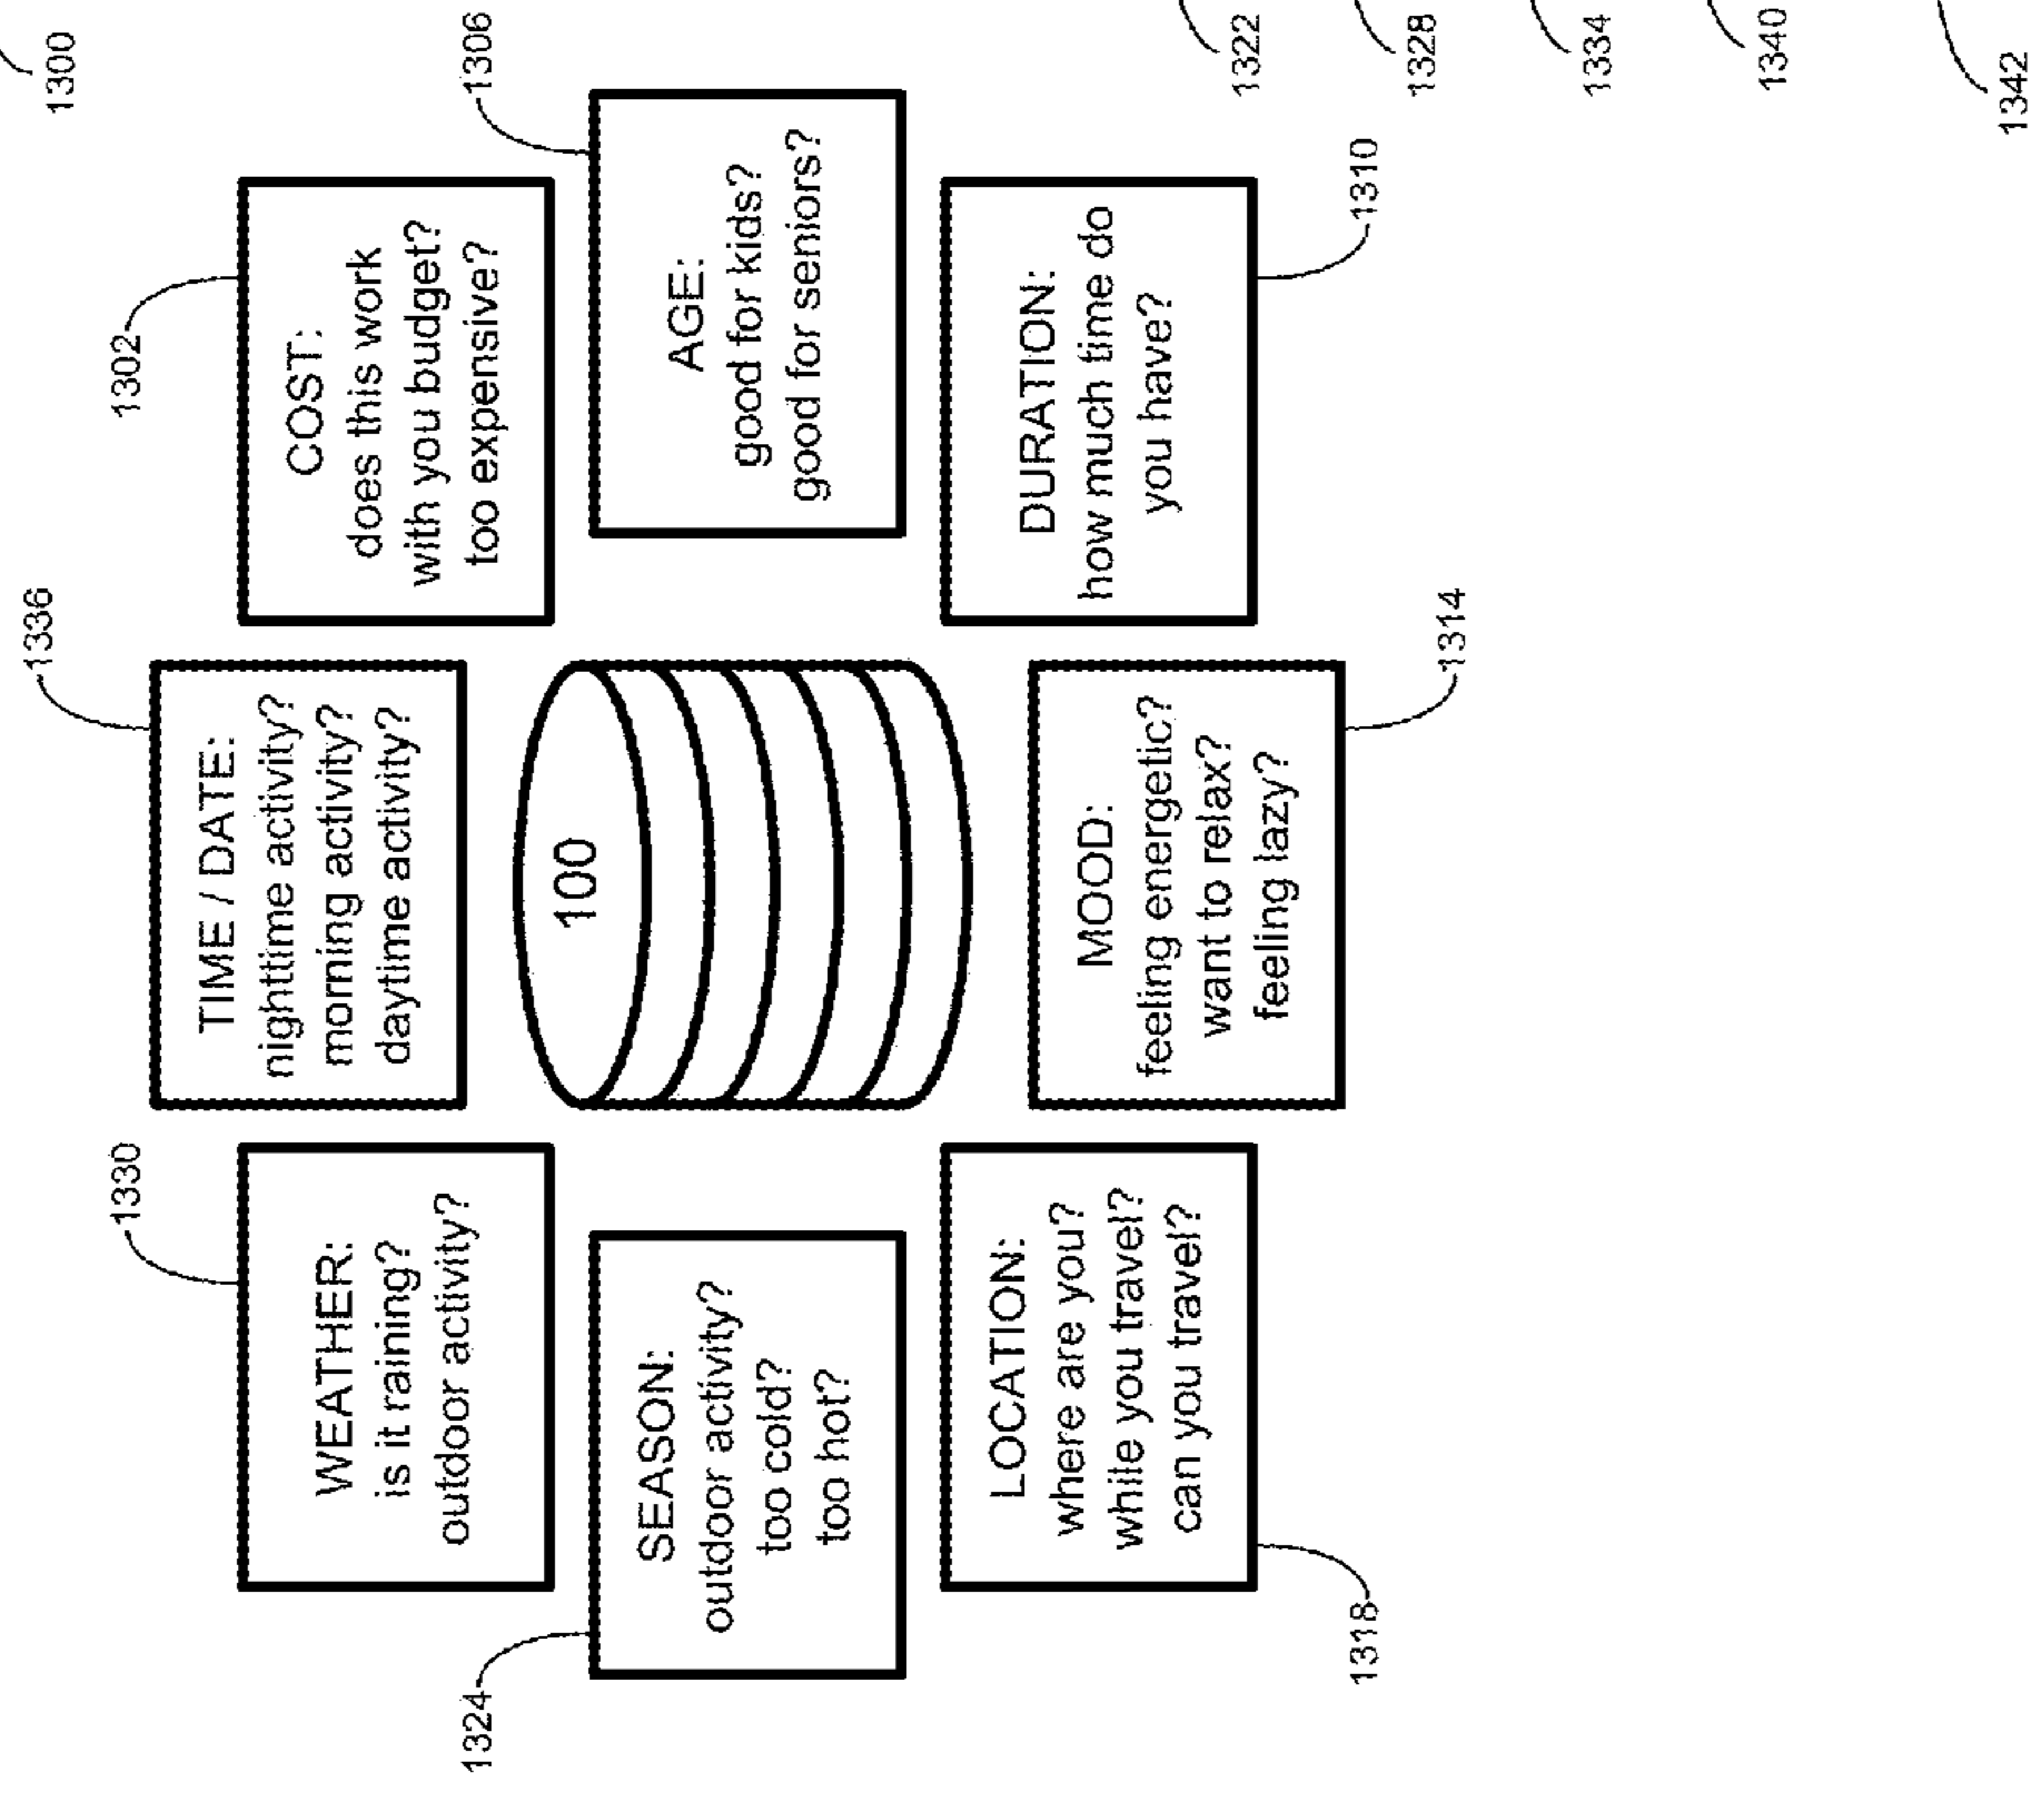 1300
1336
TIME / DATE:
nighttime activity?
morning activity?
daytime activity?
1330
WEATHER:
is it raining?
outdoor activity?
1302
COST:
does this work
with you budget?
too expensive?
1324
SEASON:
outdoor activity?
too cold?
too hot?
100
1306
AGE:
good for kids?
good for seniors?
LOCATION:
where are you?
while you travel?
can you travel?
1318
MOOD:
feeling energetic?
want to relax?
feeling lazy?
1314
DURATION:
how much time do
you have?
1310
1322
1328
1334
1340
1342